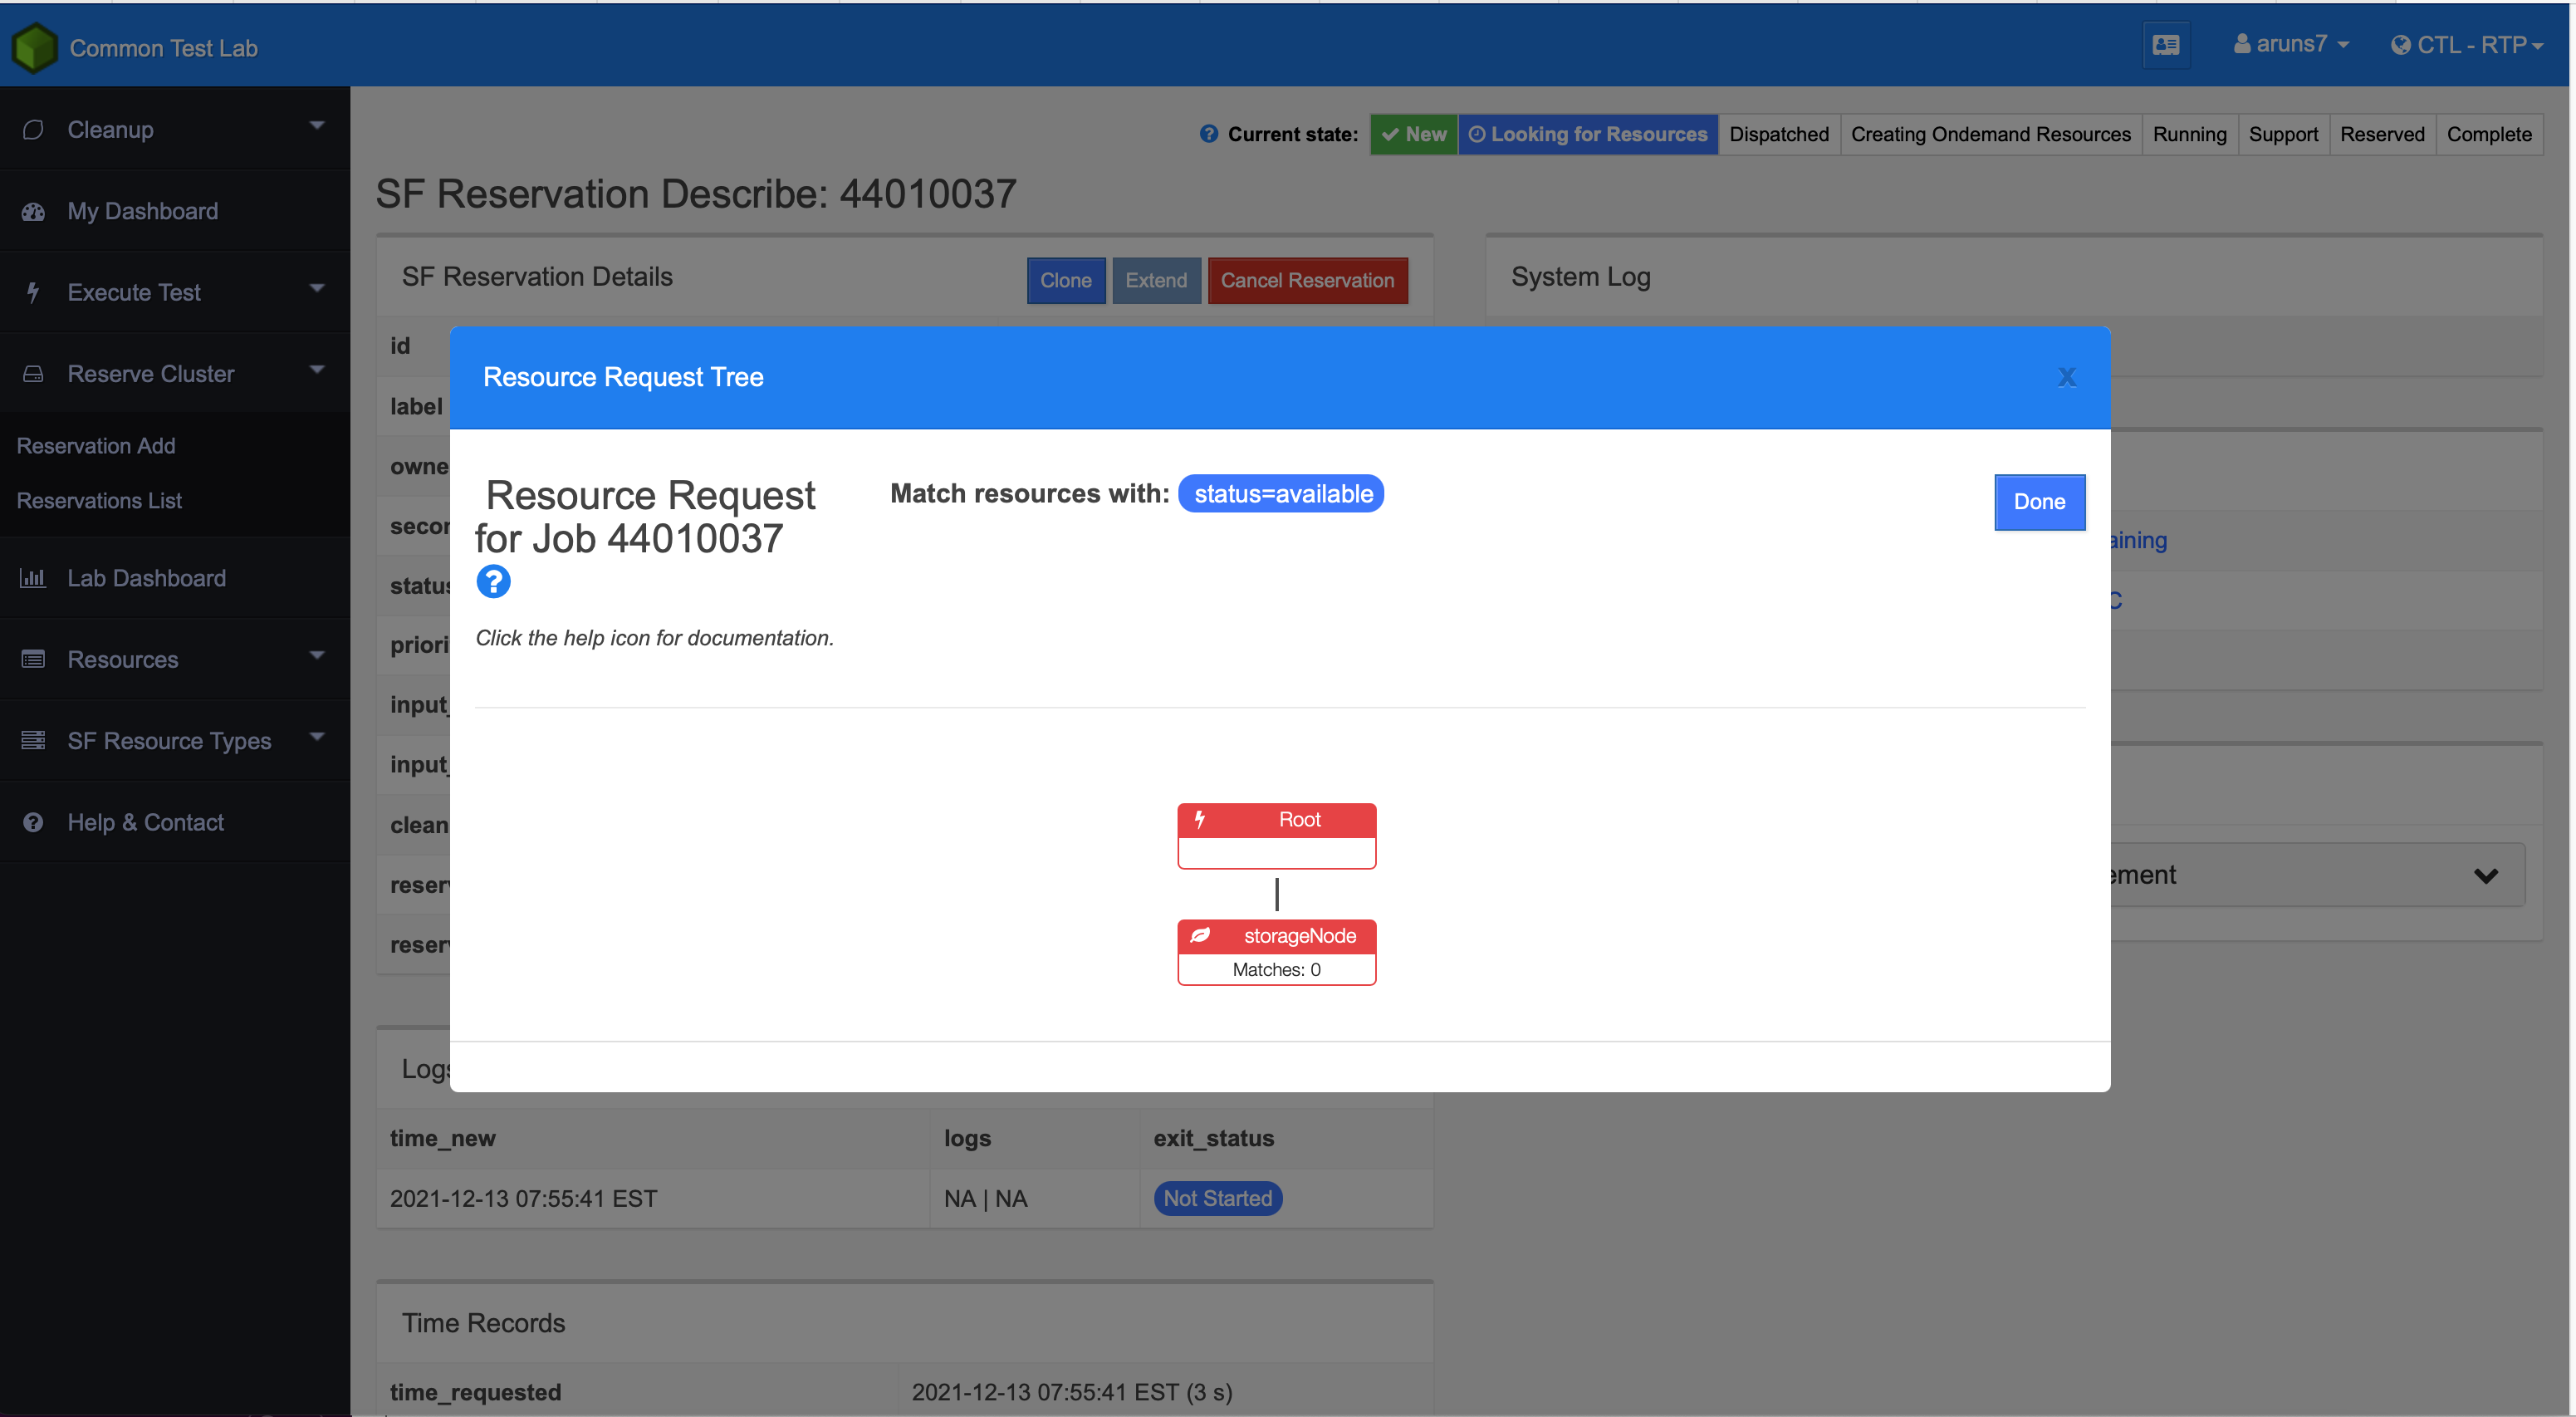 Common Test Lab
aruns7
CTL - RTP
Cleanup
My Dashboard
Execute Test
Reserve Cluster
Reservation Add
Reservations List
Lab Dashboard
Resources
SF Resource Types
Help & Contact
? Current state: New Looking for Resources Dispatched Creating Ondemand Resources Running Support Reserved Complete
SF Reservation Describe: 44010037
SF Reservation Details
Clone Extend Cancel Reservation
System Log
id
label
owne
secon
status
priori
input_
input_
clean
reserv
reserv
Resource Request Tree
x
Resource Request
for Job 44010037
?
Click the help icon for documentation.
Match resources with: status=available
Done
Root
storageNode
Matches: 0
aining
C
ement
Logs
time_new logs exit_status
2021-12-13 07:55:41 EST NA | NA Not Started
Time Records
time_requested 2021-12-13 07:55:41 EST (3 s)